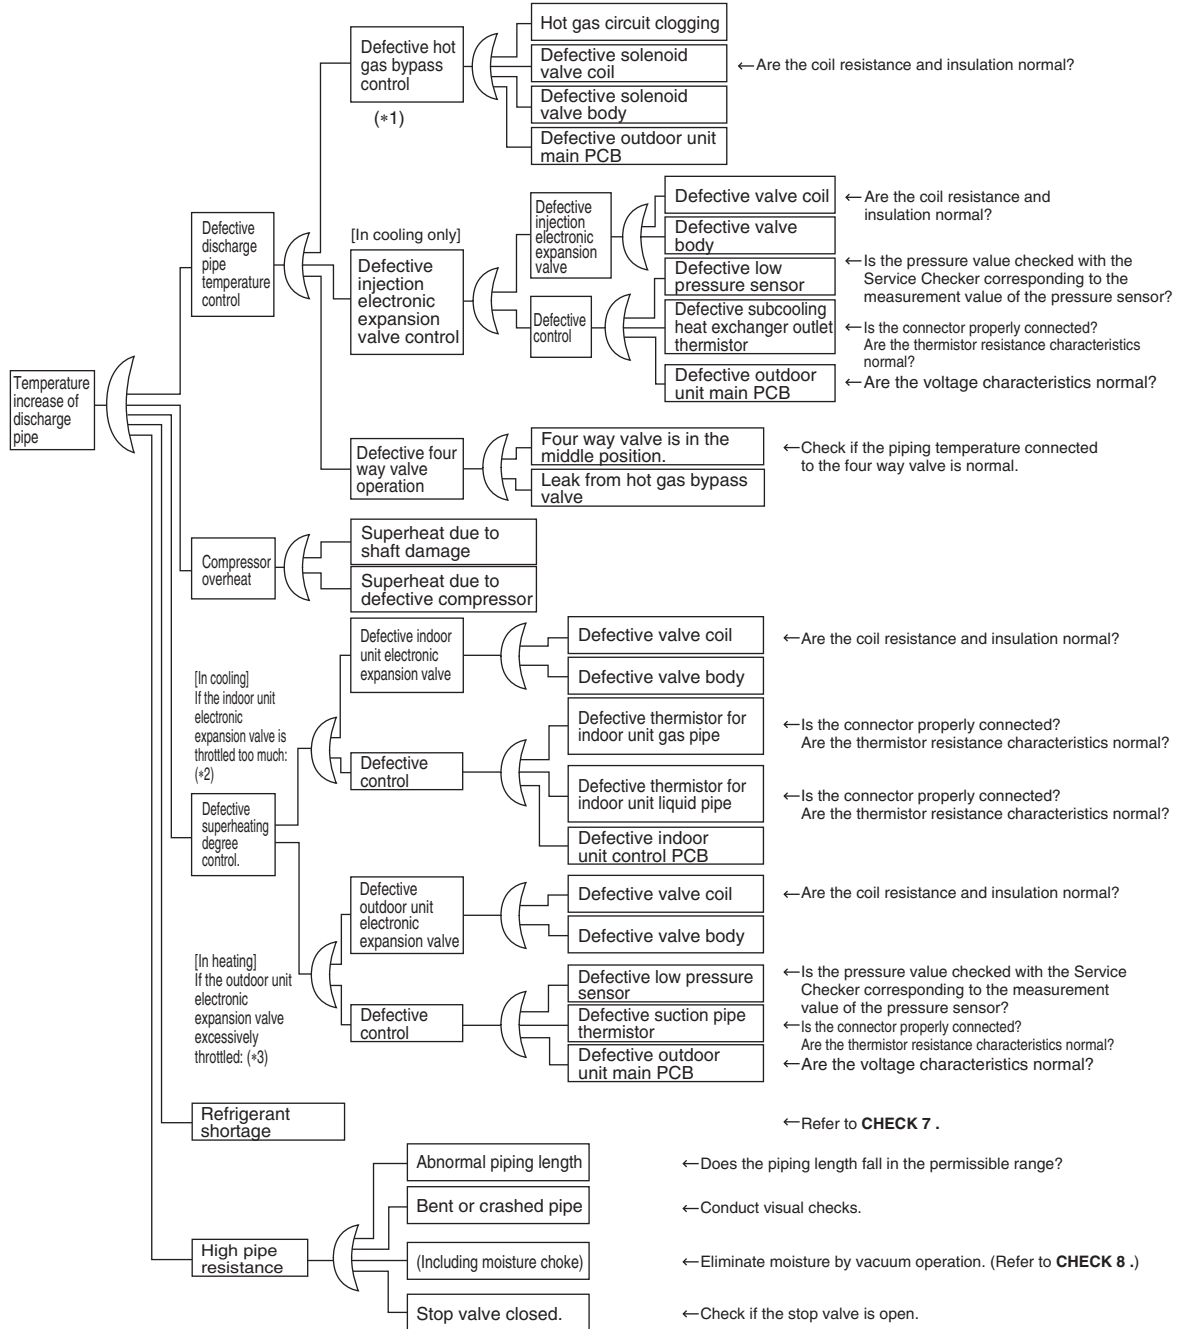 Hot gas circuit clogging
Defective hot
gas bypass
control
(*1)
Defective solenoid
valve coil
←Are the coil resistance and insulation normal?
Defective solenoid
valve body
Defective outdoor unit
main PCB
Defective
discharge
pipe
temperature
control
[In cooling only]
Defective
injection
electronic
expansion
valve control
Defective
injection
electronic
expansion
valve
Defective valve coil
←Are the coil resistance and
insulation normal?
Defective valve
body
Defective
control
Defective low
pressure sensor
←Is the pressure value checked with the
Service Checker corresponding to the
measurement value of the pressure sensor?
Defective subcooling
heat exchanger outlet
thermistor
←Is the connector properly connected?
Are the thermistor resistance characteristics
normal?
Defective outdoor
unit main PCB
←Are the voltage characteristics normal?
Temperature
increase of
discharge
pipe
Defective four
way valve
operation
Four way valve is in the
middle position.
←Check if the piping temperature connected
to the four way valve is normal.
Leak from hot gas bypass
valve
Compressor
overheat
Superheat due to
shaft damage
Superheat due to
defective compressor
[In cooling]
If the indoor unit
electronic
expansion valve is
throttled too much:
(*2)
Defective indoor
unit electronic
expansion valve
Defective valve coil
←Are the coil resistance and insulation normal?
Defective valve body
Defective
control
Defective thermistor for
indoor unit gas pipe
←Is the connector properly connected?
Are the thermistor resistance characteristics normal?
Defective thermistor for
indoor unit liquid pipe
←Is the connector properly connected?
Are the thermistor resistance characteristics normal?
Defective indoor
unit control PCB
Defective
superheating
degree
control.
Defective
outdoor unit
electronic
expansion valve
Defective valve coil
←Are the coil resistance and insulation normal?
Defective valve body
[In heating]
If the outdoor unit
electronic
expansion valve
excessively
throttled: (*3)
Defective
control
Defective low pressure
sensor
←Is the pressure value checked with the Service
Checker corresponding to the measurement
value of the pressure sensor?
Defective suction pipe
thermistor
←Is the connector properly connected?
Are the thermistor resistance characteristics normal?
Defective outdoor
unit main PCB
←Are the voltage characteristics normal?
Refrigerant
shortage
←Refer to CHECK 7 .
High pipe
resistance
Abnormal piping length
←Does the piping length fall in the permissible range?
Bent or crashed pipe
←Conduct visual checks.
(Including moisture choke)
←Eliminate moisture by vacuum operation. (Refer to CHECK 8 .)
Stop valve closed.
←Check if the stop valve is open.